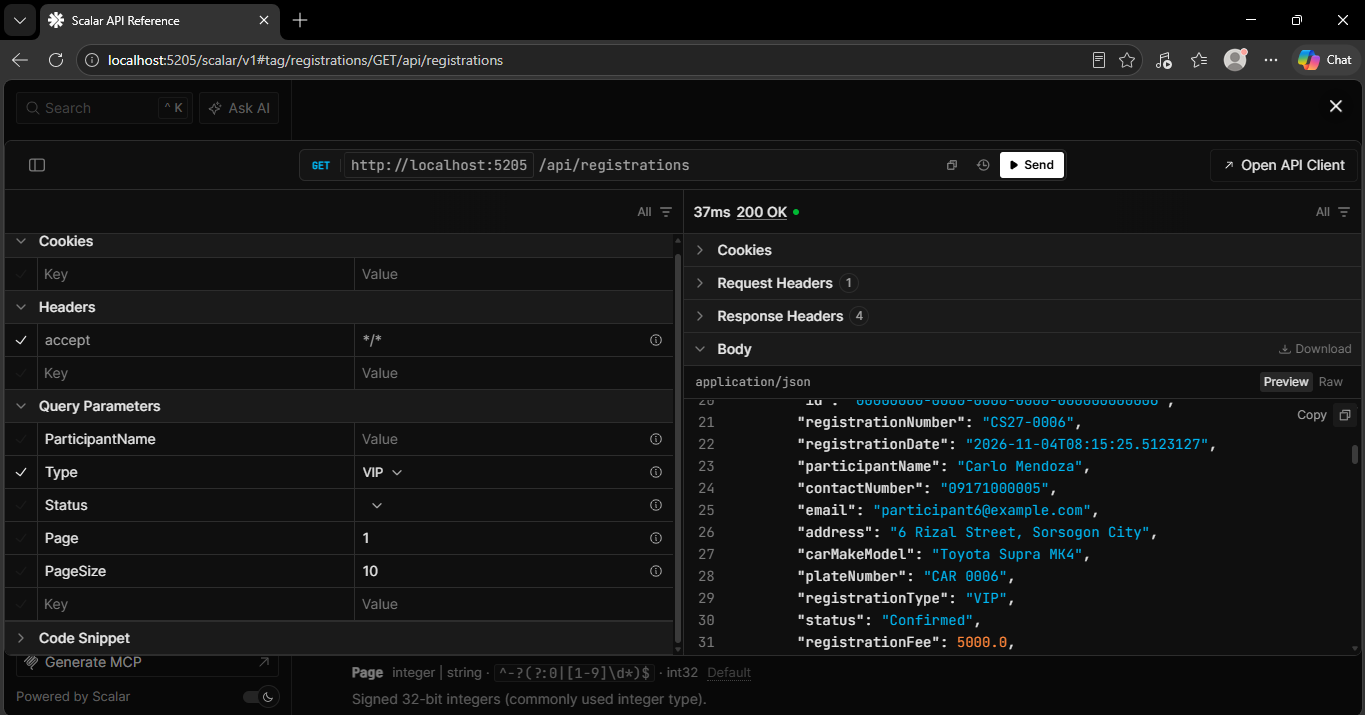 Scalar API Reference
localhost:5205/scalar/v1#tag/registrations/GET/api/registrations
Chat
Search
^ K
Ask AI
GET http://localhost:5205 /api/registrations
Send
Open API Client
All
37ms 200 OK
All
Cookies
Key Value
Headers
accept */*
Key Value
Query Parameters
ParticipantName Value
Type VIP
Status
Page 1
PageSize 10
Key Value
Code Snippet
Cookies
Request Headers 1
Response Headers 4
Body
Download
application/json
Preview Raw
Copy
20 "id": "00000000-0000-0000-0000-000000000006",
21 "registrationNumber": "CS27-0006",
22 "registrationDate": "2026-11-04T08:15:25.5123127",
23 "participantName": "Carlo Mendoza",
24 "contactNumber": "09171000005",
25 "email": "participant6@example.com",
26 "address": "6 Rizal Street, Sorsogon City",
27 "carMakeModel": "Toyota Supra MK4",
28 "plateNumber": "CAR 0006",
29 "registrationType": "VIP",
30 "status": "Confirmed",
31 "registrationFee": 5000.0,
Generate MCP
Powered by Scalar
Page integer | string · ^-?(?:0|[1-9]\d*)$ · int32 Default
Signed 32-bit integers (commonly used integer type).